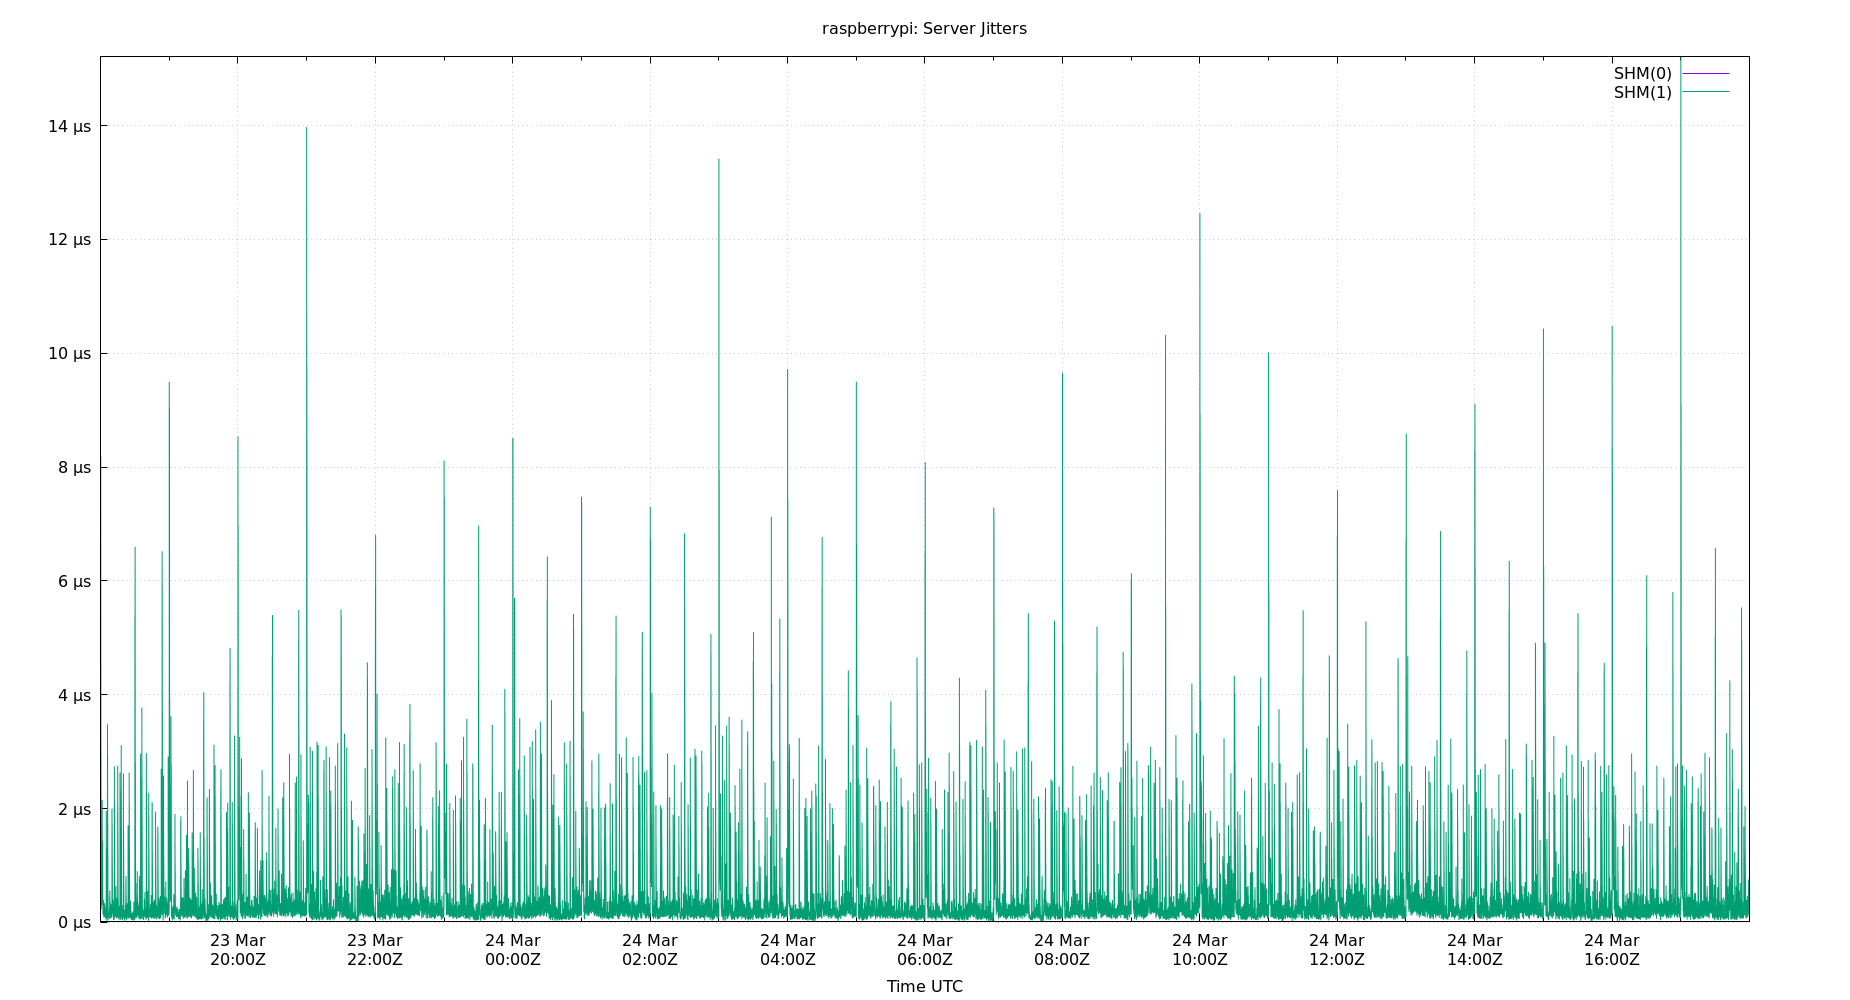 raspberrypi: Server Jitters
SHM(0)
SHM(1)
14 µs
12 µs
10 µs
8 µs
6 µs
4 µs
2 µs
0 µs
23 Mar 23 Mar 24 Mar 24 Mar 24 Mar 24 Mar 24 Mar 24 Mar 24 Mar 24 Mar 24 Mar
20:00Z 22:00Z 00:00Z 02:00Z 04:00Z 06:00Z 08:00Z 10:00Z 12:00Z 14:00Z 16:00Z
Time UTC